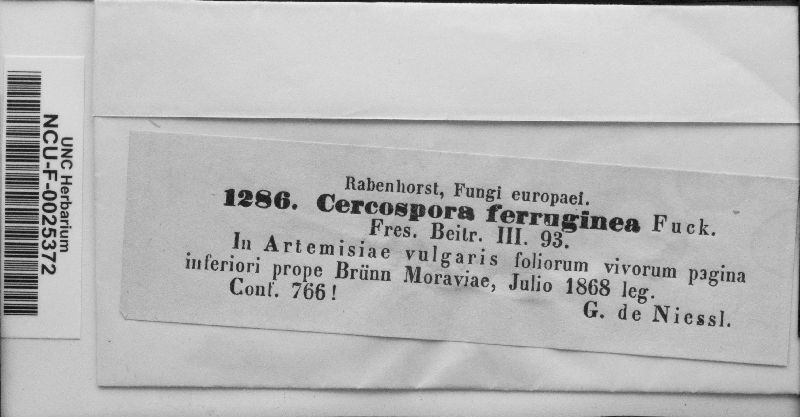 UNC Herbarium
NCU-F-0025372
Rabenhorst, Fungi europaei.
1286. Cercospora ferruginea Fuck.
Fres. Beitr. III. 93.
In Artemisiae vulgaris foliorum vivorum pagina
inferiori prope Brünn Moraviae, Julio 1868 leg.
Conf. 766!
G. de Niessl.